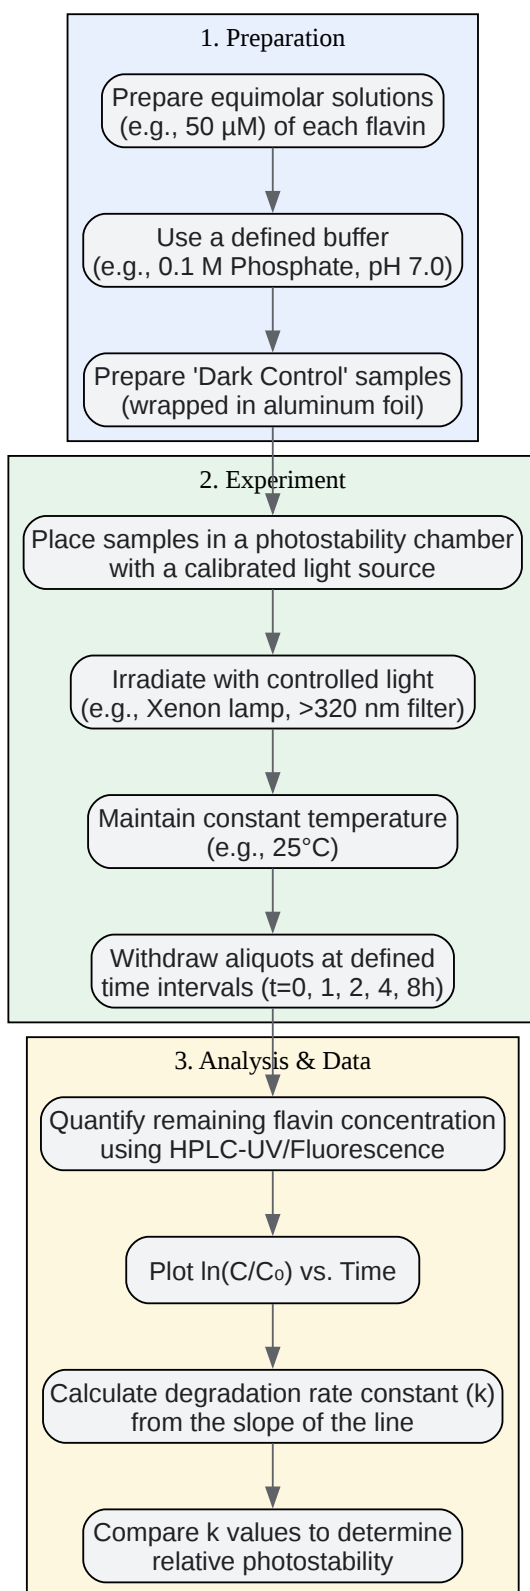 1. Preparation
Prepare equimolar solutions
(e.g., 50 µM) of each flavin
Use a defined buffer
(e.g., 0.1 M Phosphate, pH 7.0)
Prepare 'Dark Control' samples
(wrapped in aluminum foil)
2. Experiment
Place samples in a photostability chamber
with a calibrated light source
Irradiate with controlled light
(e.g., Xenon lamp, >320 nm filter)
Maintain constant temperature
(e.g., 25°C)
Withdraw aliquots at defined
time intervals (t=0, 1, 2, 4, 8h)
3. Analysis & Data
Quantify remaining flavin concentration
using HPLC-UV/Fluorescence
Plot ln(C/C₀) vs. Time
Calculate degradation rate constant (k)
from the slope of the line
Compare k values to determine
relative photostability